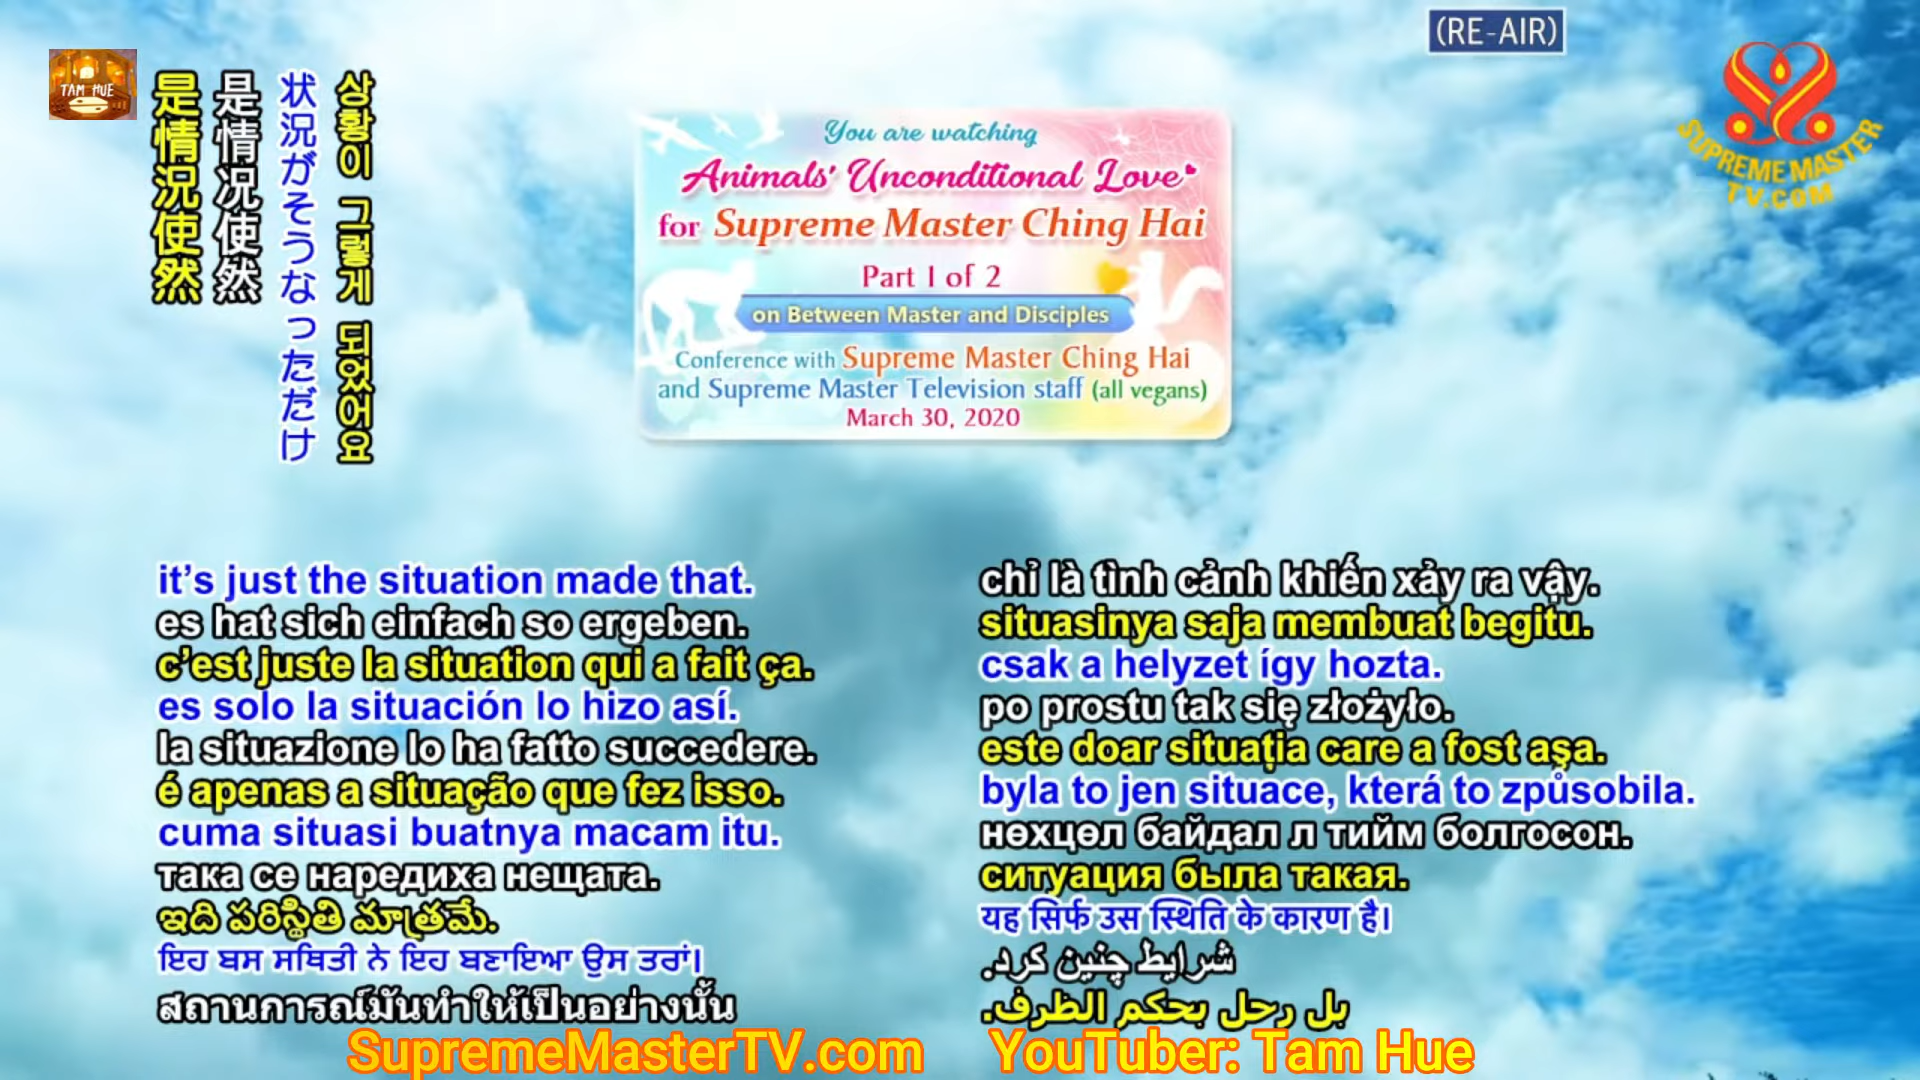 (RE-AIR)
TAM HUE
SUPREME MASTER
TV.COM
是情況使然
是情况使然
状況がそうなっただけ
상황이 그렇게 되었어요
You are watching
Animals' Unconditional Love
for Supreme Master Ching Hai
Part 1 of 2
on Between Master and Disciples
Conference with Supreme Master Ching Hai
and Supreme Master Television staff (all vegans)
March 30, 2020
it's just the situation made that.
es hat sich einfach so ergeben.
c'est juste la situation qui a fait ça.
es solo la situación lo hizo así.
la situazione lo ha fatto succedere.
é apenas a situação que fez isso.
cuma situasi buatnya macam itu.
така се наредиха нещата.
ఇది పరిస్థితి మాత్రమే.
ਇਹ ਬਸ ਸਥਿਤੀ ਨੇ ਇਹ ਬਣਾਇਆ ਉਸ ਤਰਾਂ।
สถานการณ์มันทำให้เป็นอย่างนั้น
chỉ là tình cảnh khiến xảy ra vậy.
situasinya saja membuat begitu.
csak a helyzet így hozta.
po prostu tak się złożyło.
este doar situația care a fost așa.
byla to jen situace, která to způsobila.
нөхцөл байдал л тийм болгосон.
ситуация была такая.
यह सिर्फ उस स्थिति के कारण है।
شرایط چنین کرد.
بل رحل بحكم الظرف.
SupremeMasterTV.com
YouTuber: Tam Hue